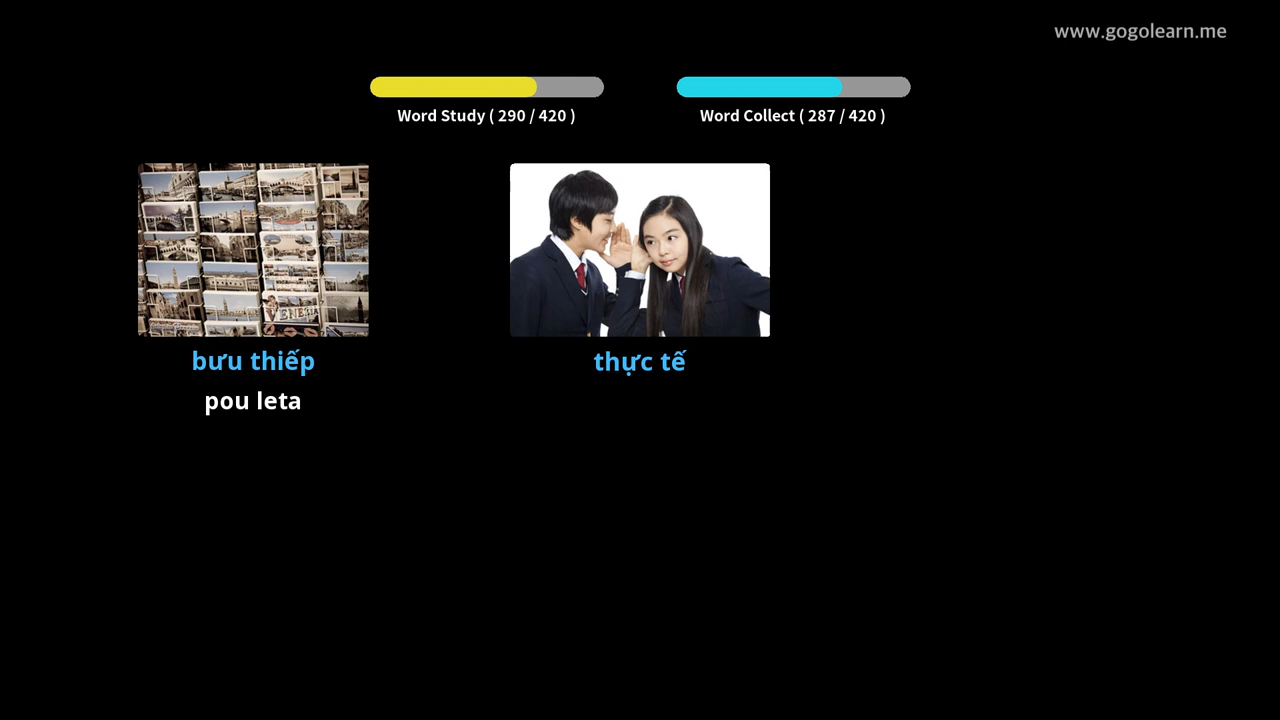 www.gogolearn.me
Word Study ( 290 / 420 )
Word Collect ( 287 / 420 )
bưu thiếp
thực tế
pou leta